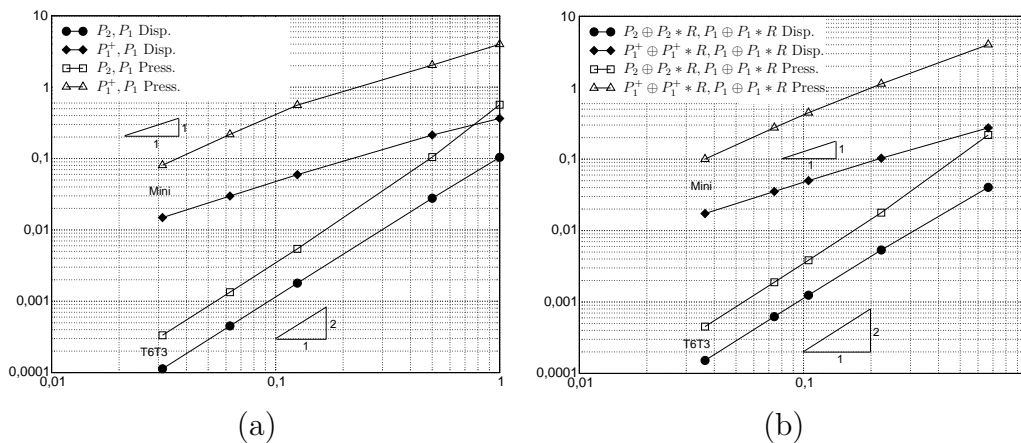 10
1
0,1
0,01
0,001
0,0001
0,01
0,1
1
P₂, P₁ Disp.
P₁⁺, P₁ Disp.
P₂, P₁ Press.
P₁⁺, P₁ Press.
1
1
Mini
T6T3
2
1
(a)
10
1
0,1
0,01
0,001
0,0001
0,01
0,1
1
P₂ ⊕ P₂ ∗ R, P₁ ⊕ P₁ ∗ R Disp.
P₁⁺ ⊕ P₁⁺ ∗ R, P₁ ⊕ P₁ ∗ R Disp.
P₂ ⊕ P₂ ∗ R, P₁ ⊕ P₁ ∗ R Press.
P₁⁺ ⊕ P₁⁺ ∗ R, P₁ ⊕ P₁ ∗ R Press.
1
1
Mini
T6T3
2
1
(b)